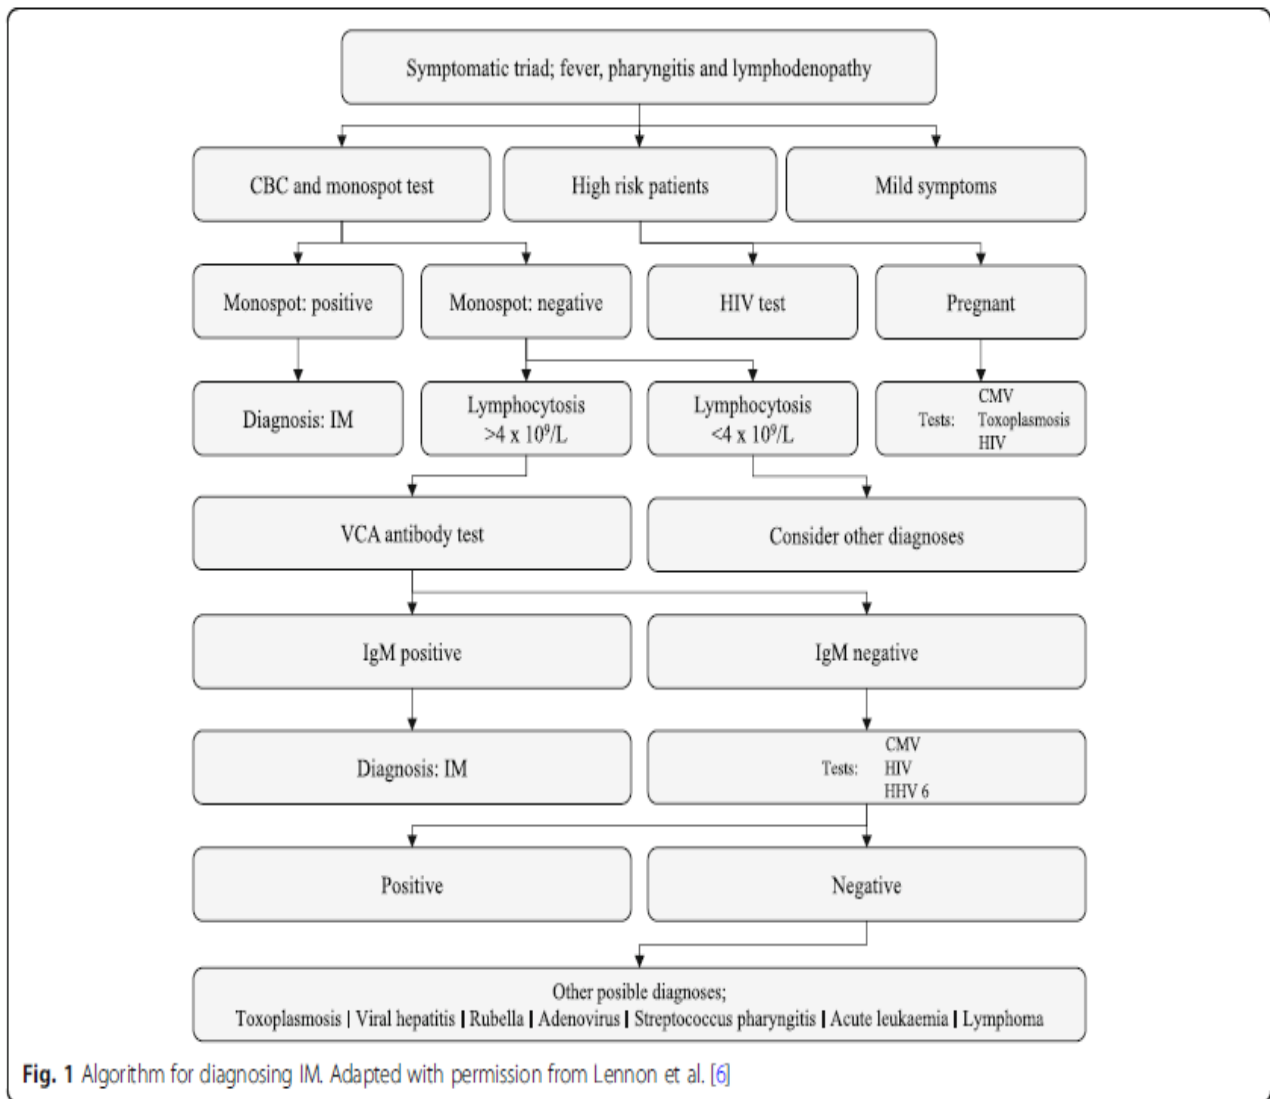 Symptomatic triad; fever, pharyngitis and lymphodenopathy
CBC and monospot test
High risk patients
Mild symptoms
Monospot: positive
Monospot: negative
HIV test
Pregnant
Diagnosis: IM
Lymphocytosis
>4 x 10⁹/L
Lymphocytosis
<4 x 10⁹/L
CMV
Tests: Toxoplasmosis
HIV
VCA antibody test
Consider other diagnoses
IgM positive
IgM negative
Diagnosis: IM
CMV
Tests: HIV
HHV 6
Positive
Negative
Other posible diagnoses;
Toxoplasmosis | Viral hepatitis | Rubella | Adenovirus | Streptococcus pharyngitis | Acute leukaemia | Lymphoma
Fig. 1 Algorithm for diagnosing IM. Adapted with permission from Lennon et al. [6]